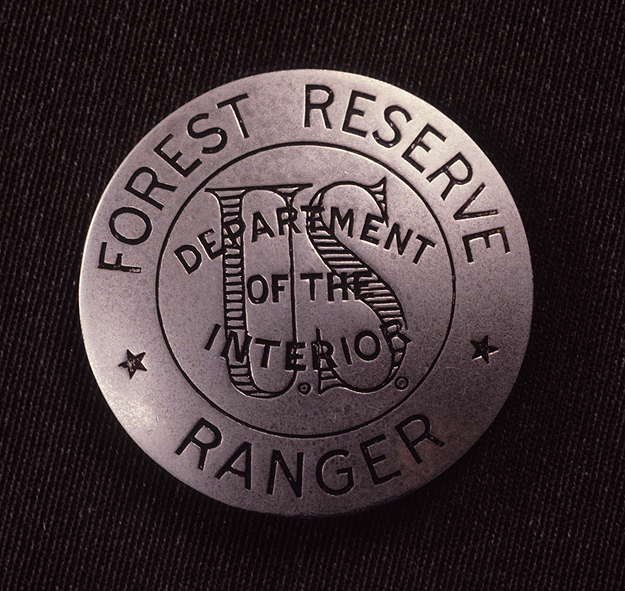 FOREST RESERVE
U.S.
DEPARTMENT
OF THE
INTERIOR
RANGER